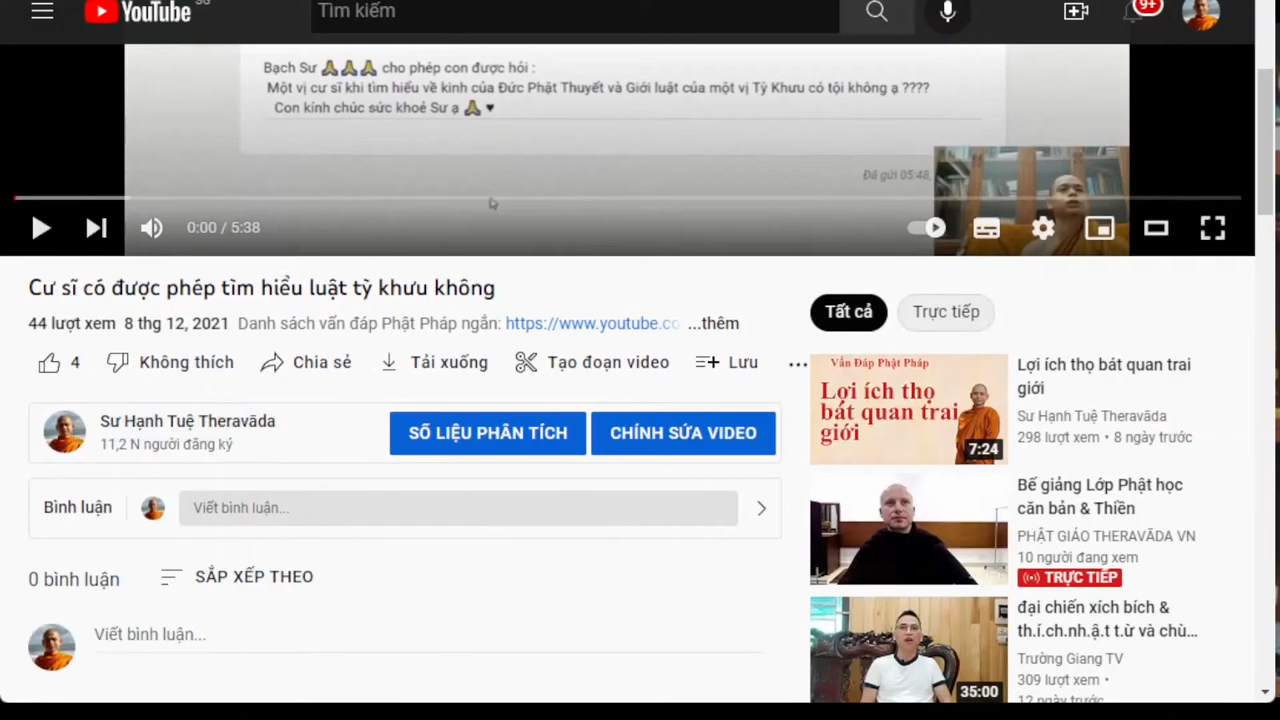 YouTube SG
Tìm kiếm
9+
Bạch Sư 🙏🙏🙏 cho phép con được hỏi :
Một vị cư sĩ khi tìm hiểu về kinh của Đức Phật Thuyết và Giới luật của một vị Tỳ Khưu có tội không ạ ????
Con kính chúc sức khoẻ Sư ạ 🙏 ♥
Đã gửi 05:48,
0:00 / 5:38
Cư sĩ có được phép tìm hiểu luật tỳ khưu không
44 lượt xem 8 thg 12, 2021 Danh sách vấn đáp Phật Pháp ngắn: https://www.youtube.co ...thêm
4 Không thích Chia sẻ Tải xuống Tạo đoạn video Lưu ...
Sư Hạnh Tuệ Theravāda
11,2 N người đăng ký
SỐ LIỆU PHÂN TÍCH
CHỈNH SỬA VIDEO
Bình luận Viết bình luận...
0 bình luận SẮP XẾP THEO
Viết bình luận...
Tất cả Trực tiếp
Vấn Đáp Phật Pháp
Lợi ích thọ
bát quan trai
giới
7:24
Lợi ích thọ bát quan trai
giới
Sư Hạnh Tuệ Theravāda
298 lượt xem • 8 ngày trước
Bế giảng Lớp Phật học
căn bản & Thiền
PHẬT GIÁO THERAVĀDA VN
10 người đang xem
TRỰC TIẾP
35:00
đại chiến xích bích &
th.í.ch.nh.ậ.t t.ừ và chù...
Trường Giang TV
309 lượt xem •
12 ngày trước